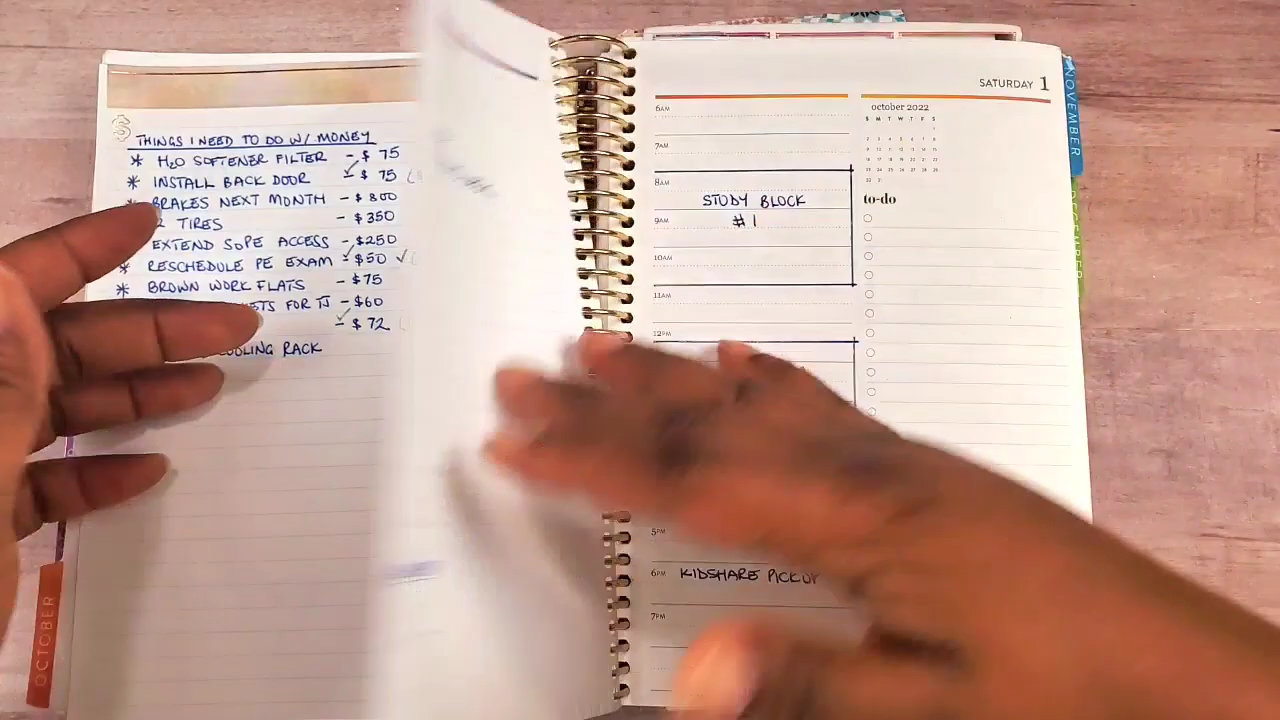 THINGS I NEED TO DO W/ MONEY
* H2O SOFTENER FILTER - $ 75
* INSTALL BACK DOOR - $ 75
* BRAKES NEXT MONTH - $ 800
2 TIRES - $350
EXTEND SOPE ACCESS - $250
* RESCHEDULE PE EXAM - $50 ✓
* BROWN WORK FLATS - $75
FOR TJ - $60
- $ 72
COOLING RACK
OCTOBER
SATURDAY 1
6AM
7AM
8AM
STUDY BLOCK
9AM
#1
10AM
11AM
12PM
5PM
6PM KIDSHARE PICKUP
7PM
october 2022
S M T W T F S
to-do
NOVEMBER
DECEMBER